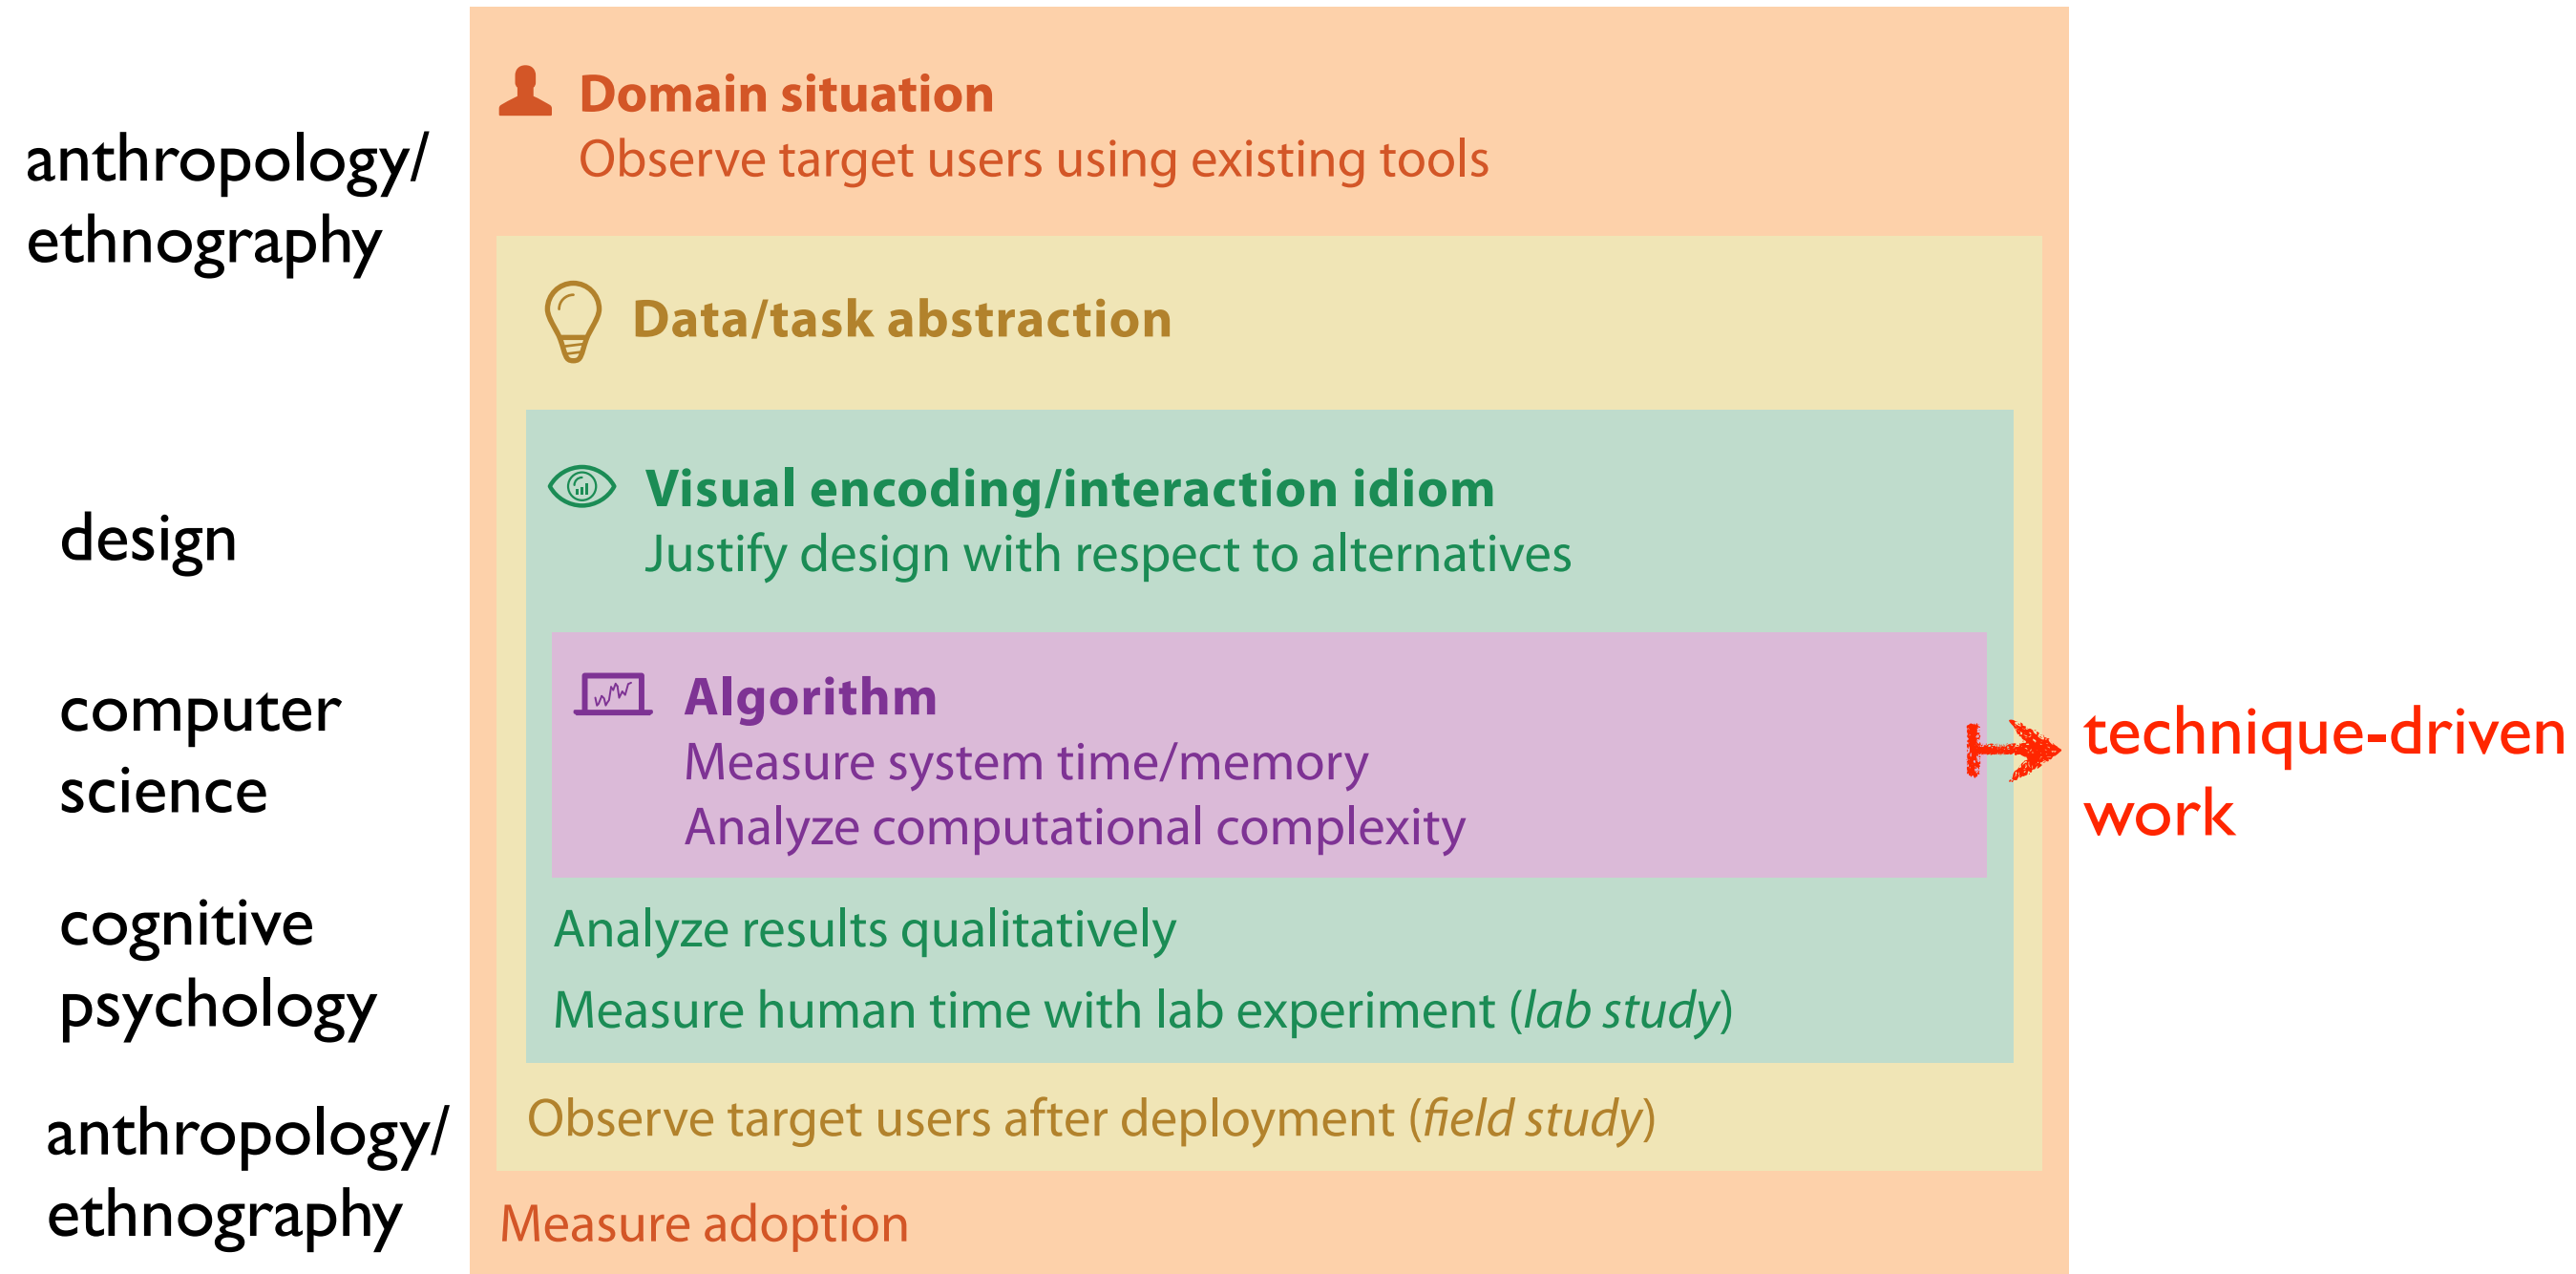 anthropology/
ethnography
Domain situation
Observe target users using existing tools
Data/task abstraction
design
Visual encoding/interaction idiom
Justify design with respect to alternatives
computer
science
Algorithm
Measure system time/memory
Analyze computational complexity
technique-driven
work
cognitive
psychology
Analyze results qualitatively
Measure human time with lab experiment (lab study)
anthropology/
ethnography
Observe target users after deployment (field study)
Measure adoption